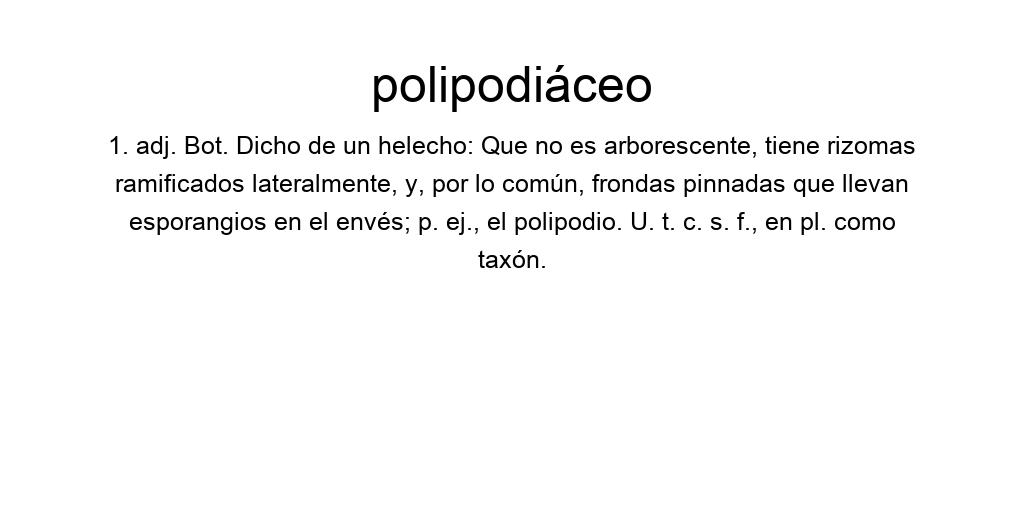 polipodiáceo
1. adj. Bot. Dicho de un helecho: Que no es arborescente, tiene rizomas
ramificados lateralmente, y, por lo común, frondas pinnadas que llevan
esporangios en el envés; p. ej., el polipodio. U. t. c. s. f., en pl. como
taxón.